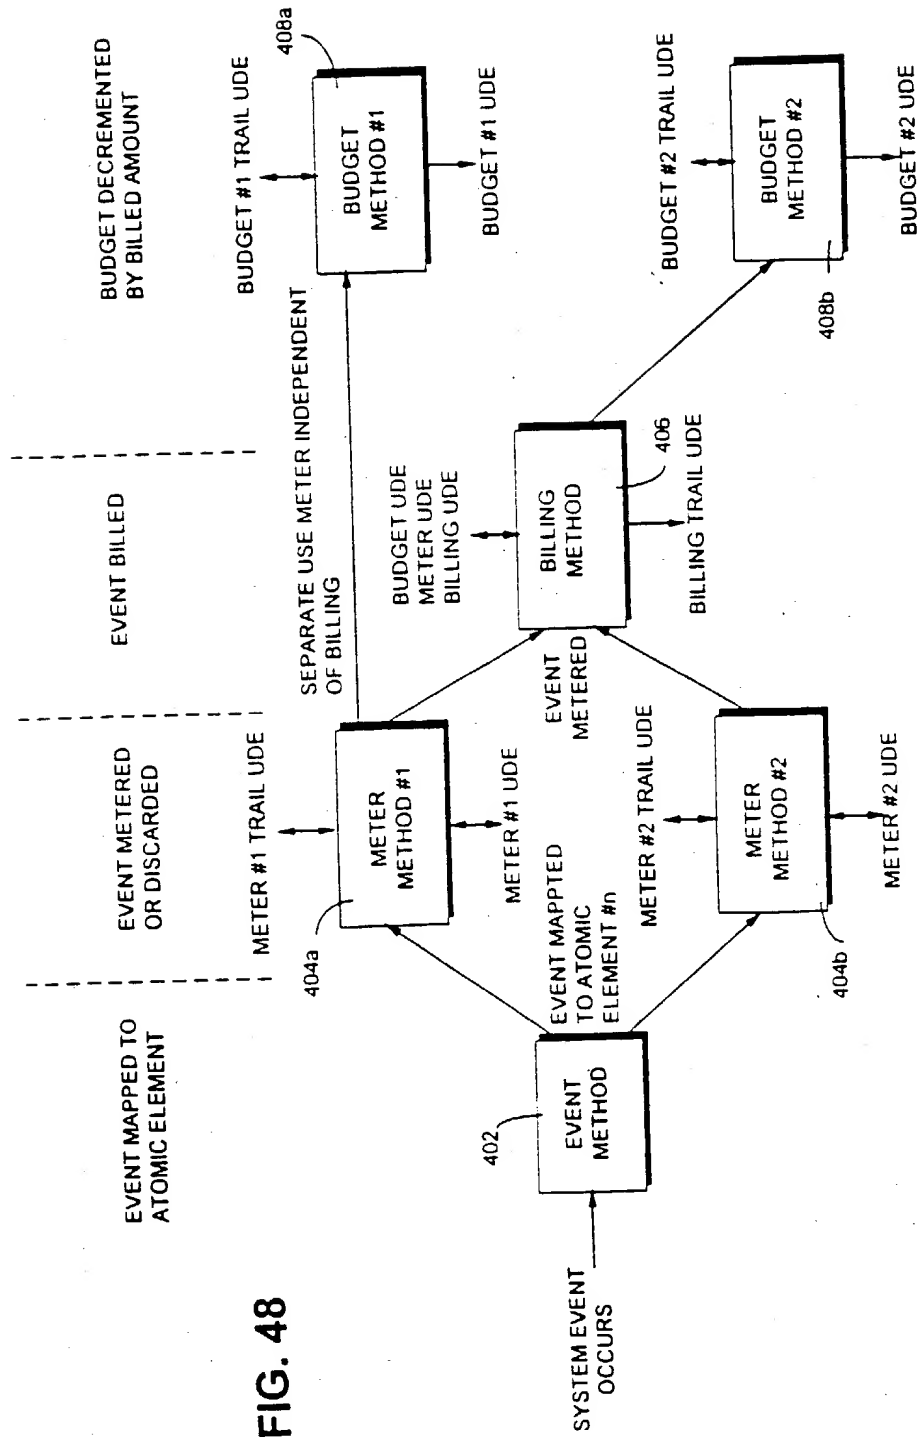 FIG. 48
EVENT MAPPED TO
ATOMIC ELEMENT
EVENT METERED
OR DISCARDED
EVENT BILLED
BUDGET DECREMENTED
BY BILLED AMOUNT
SYSTEM EVENT
OCCURS
402
EVENT
METHOD
EVENT MAPPTED
TO ATOMIC
ELEMENT #n
METER #1 TRAIL UDE
404a
METER
METHOD #1
METER #1 UDE
METER #2 TRAIL UDE
METER
METHOD #2
404b
METER #2 UDE
SEPARATE USE METER INDEPENDENT
OF BILLING
EVENT
METERED
BUDGET UDE
METER UDE
BILLING UDE
BILLING
METHOD
406
BILLING TRAIL UDE
BUDGET #1 TRAIL UDE
408a
BUDGET
METHOD #1
BUDGET #1 UDE
BUDGET #2 TRAIL UDE
BUDGET
METHOD #2
408b
BUDGET #2 UDE